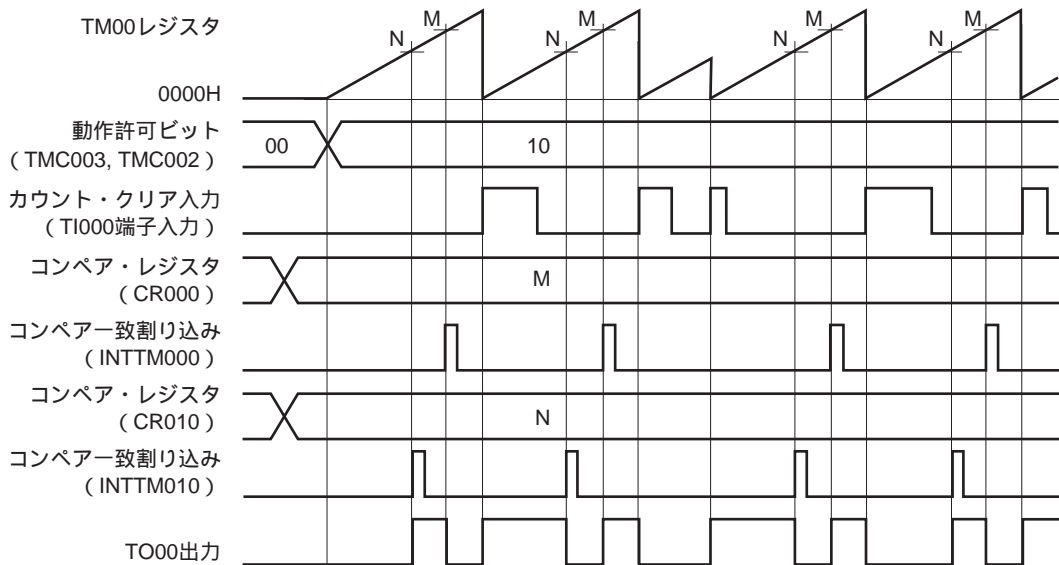 TM00レジスタ
N M N M N M N M
0000H
動作許可ビット
（TMC003, TMC002）
00 10
カウント・クリア入力
（TI000端子入力）
コンペア・レジスタ
（CR000）
M
コンペア一致割り込み
（INTTM000）
コンペア・レジスタ
（CR010）
N
コンペア一致割り込み
（INTTM010）
TO00出力